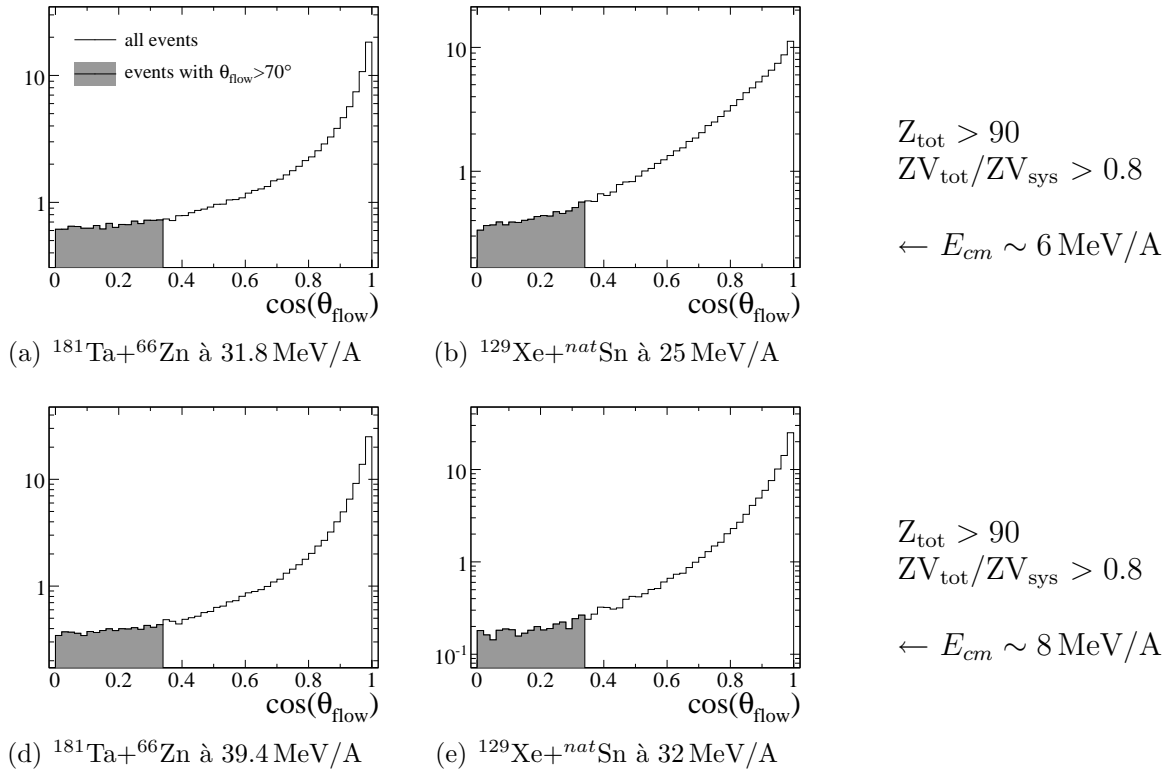 all events
events with θflow>70°
10
1
0 0.2 0.4 0.6 0.8 1
cos(θflow)
(a) ¹⁸¹Ta+⁶⁶Zn à 31.8 MeV/A
10
1
0 0.2 0.4 0.6 0.8 1
cos(θflow)
(b) ¹²⁹Xe+ⁿᵃᵗSn à 25 MeV/A
Ztot > 90
ZVtot/ZVsys > 0.8
← Ecm ∼ 6 MeV/A
10
1
0 0.2 0.4 0.6 0.8 1
cos(θflow)
(d) ¹⁸¹Ta+⁶⁶Zn à 39.4 MeV/A
10
1
10⁻¹
0 0.2 0.4 0.6 0.8 1
cos(θflow)
(e) ¹²⁹Xe+ⁿᵃᵗSn à 32 MeV/A
Ztot > 90
ZVtot/ZVsys > 0.8
← Ecm ∼ 8 MeV/A